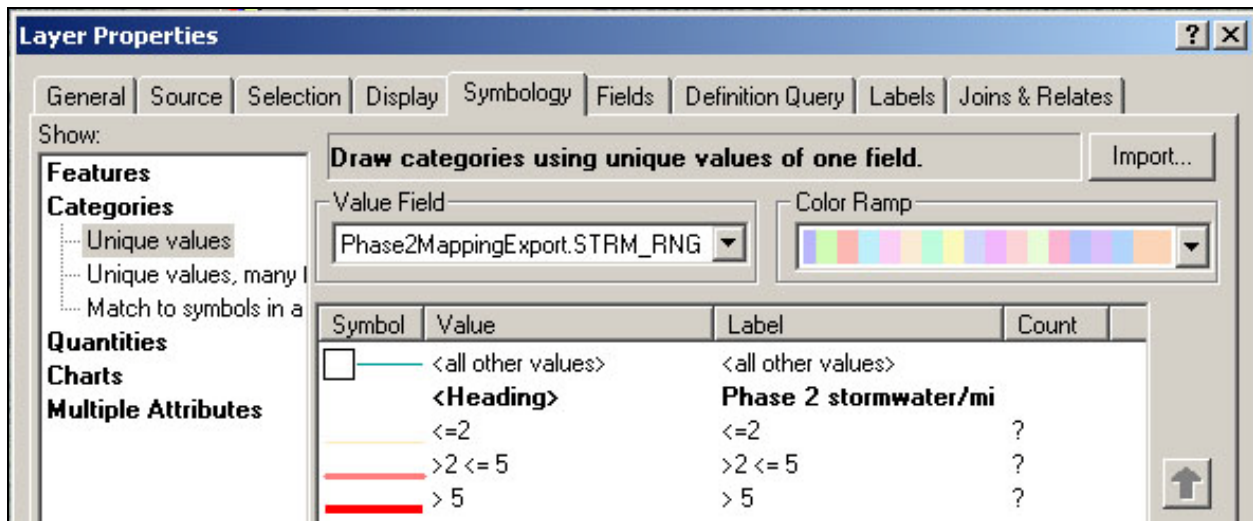 Layer Properties
General Source Selection Display Symbology Fields Definition Query Labels Joins & Relates
Show:
Features
Categories
Unique values
Unique values, many
Match to symbols in a
Quantities
Charts
Multiple Attributes
Draw categories using unique values of one field.
Import...
Value Field
Phase2MappingExport.STRM_RNG
Color Ramp
Symbol Value Label Count
<all other values> <all other values>
<Heading> Phase 2 stormwater/mi
<=2 <=2 ?
>2 <= 5 >2 <= 5 ?
> 5 > 5 ?